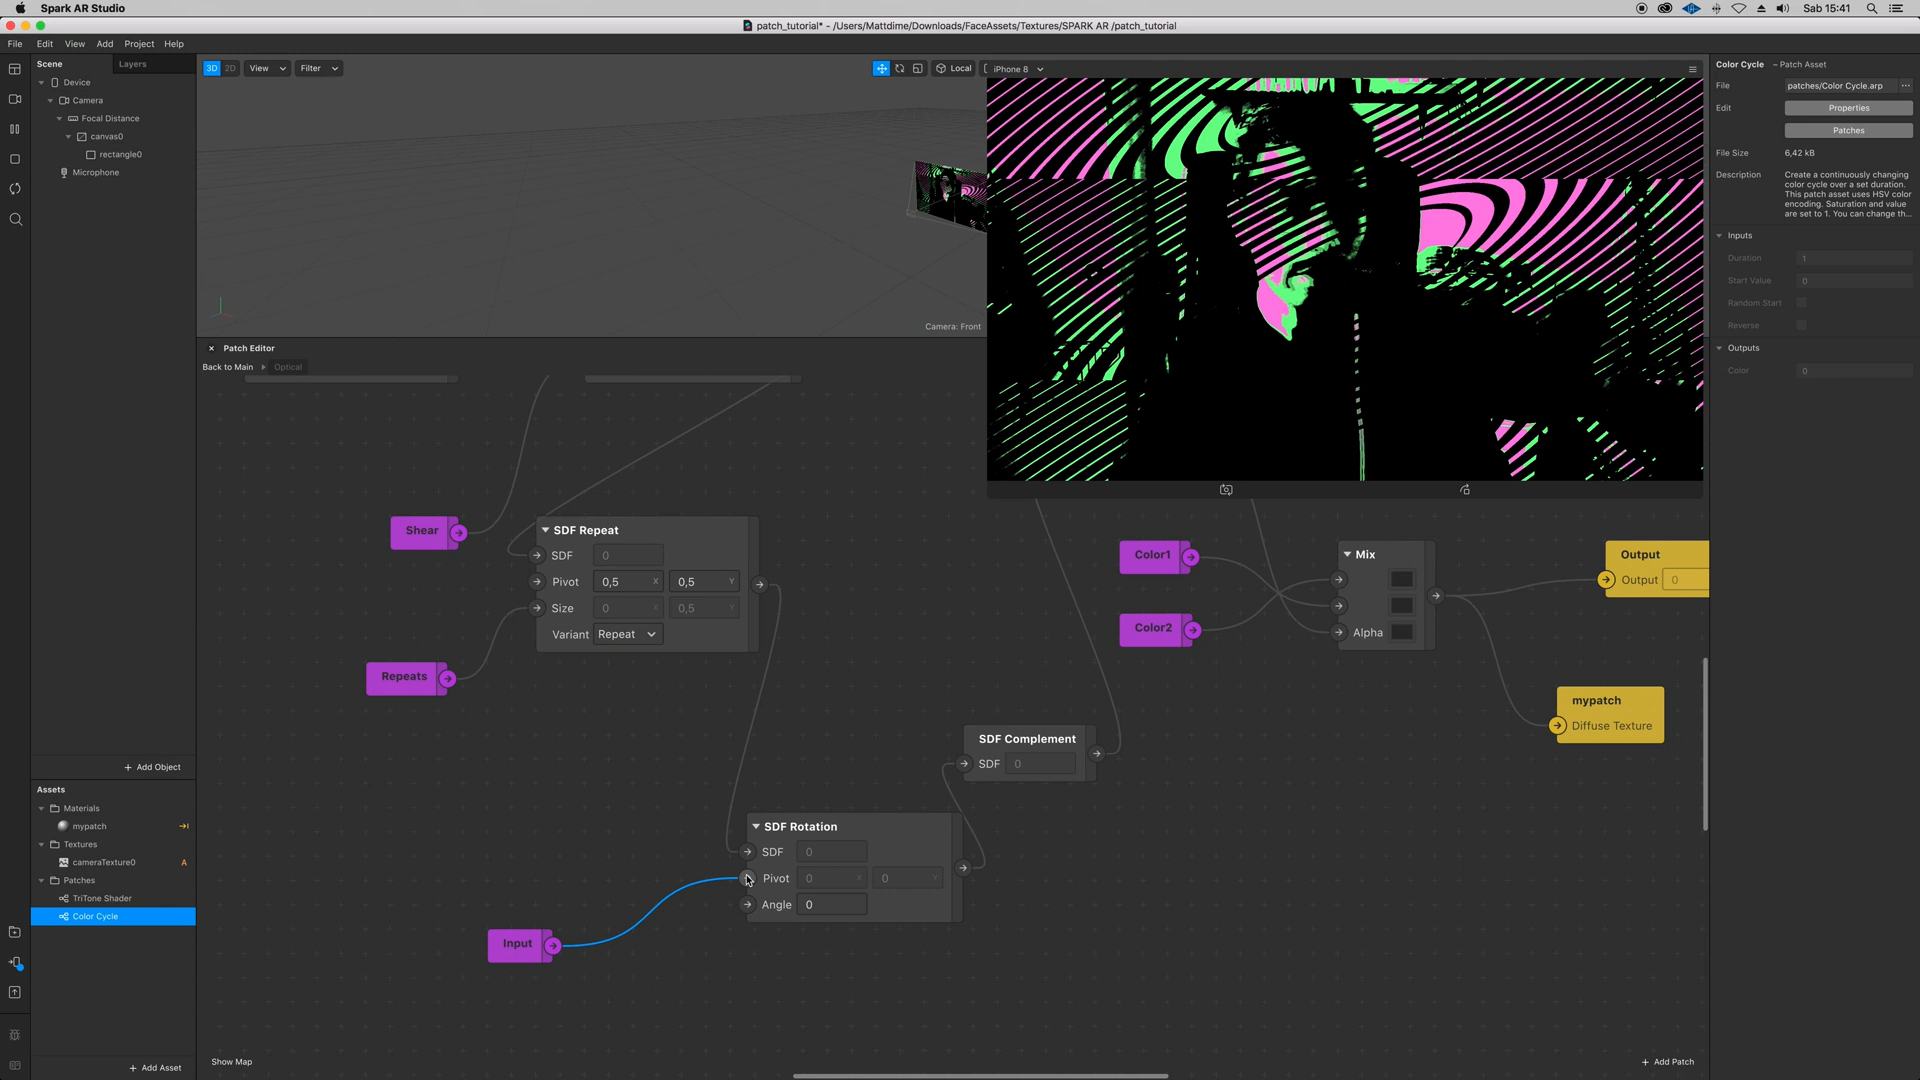 Spark AR Studio
Sab 15:41
patch_tutorial* - /Users/Mattdime/Downloads/FaceAssets/Textures/SPARK AR /patch_tutorial
File Edit View Add Project Help
Scene
Layers
Device
Camera
Focal Distance
canvas0
rectangle0
Microphone
+ Add Object
Assets
Materials
mypatch
Textures
cameraTexture0 A
Patches
TriTone Shader
Color Cycle
+ Add Asset
3D 2D View Filter
Local
iPhone 8
Camera: Front
Patch Editor
Back to Main Optical
Shear
SDF Repeat
SDF 0
Pivot 0,5 X 0,5 Y
Size 0 X 0,5 Y
Variant Repeat
Repeats
Color1
Color2
Mix
Alpha
Output
Output 0
mypatch
Diffuse Texture
SDF Complement
SDF 0
SDF Rotation
SDF 0
Pivot 0 X 0 Y
Angle 0
Input
Show Map
+ Add Patch
Color Cycle – Patch Asset
File patches/Color Cycle.arp ...
Edit Properties
Patches
File Size 6,42 kB
Description Create a continuously changing
color cycle over a set duration.
This patch asset uses HSV color
encoding. Saturation and value
are set to 1. You can change th...
Inputs
Duration 1
Start Value 0
Random Start
Reverse
Outputs
Color 0